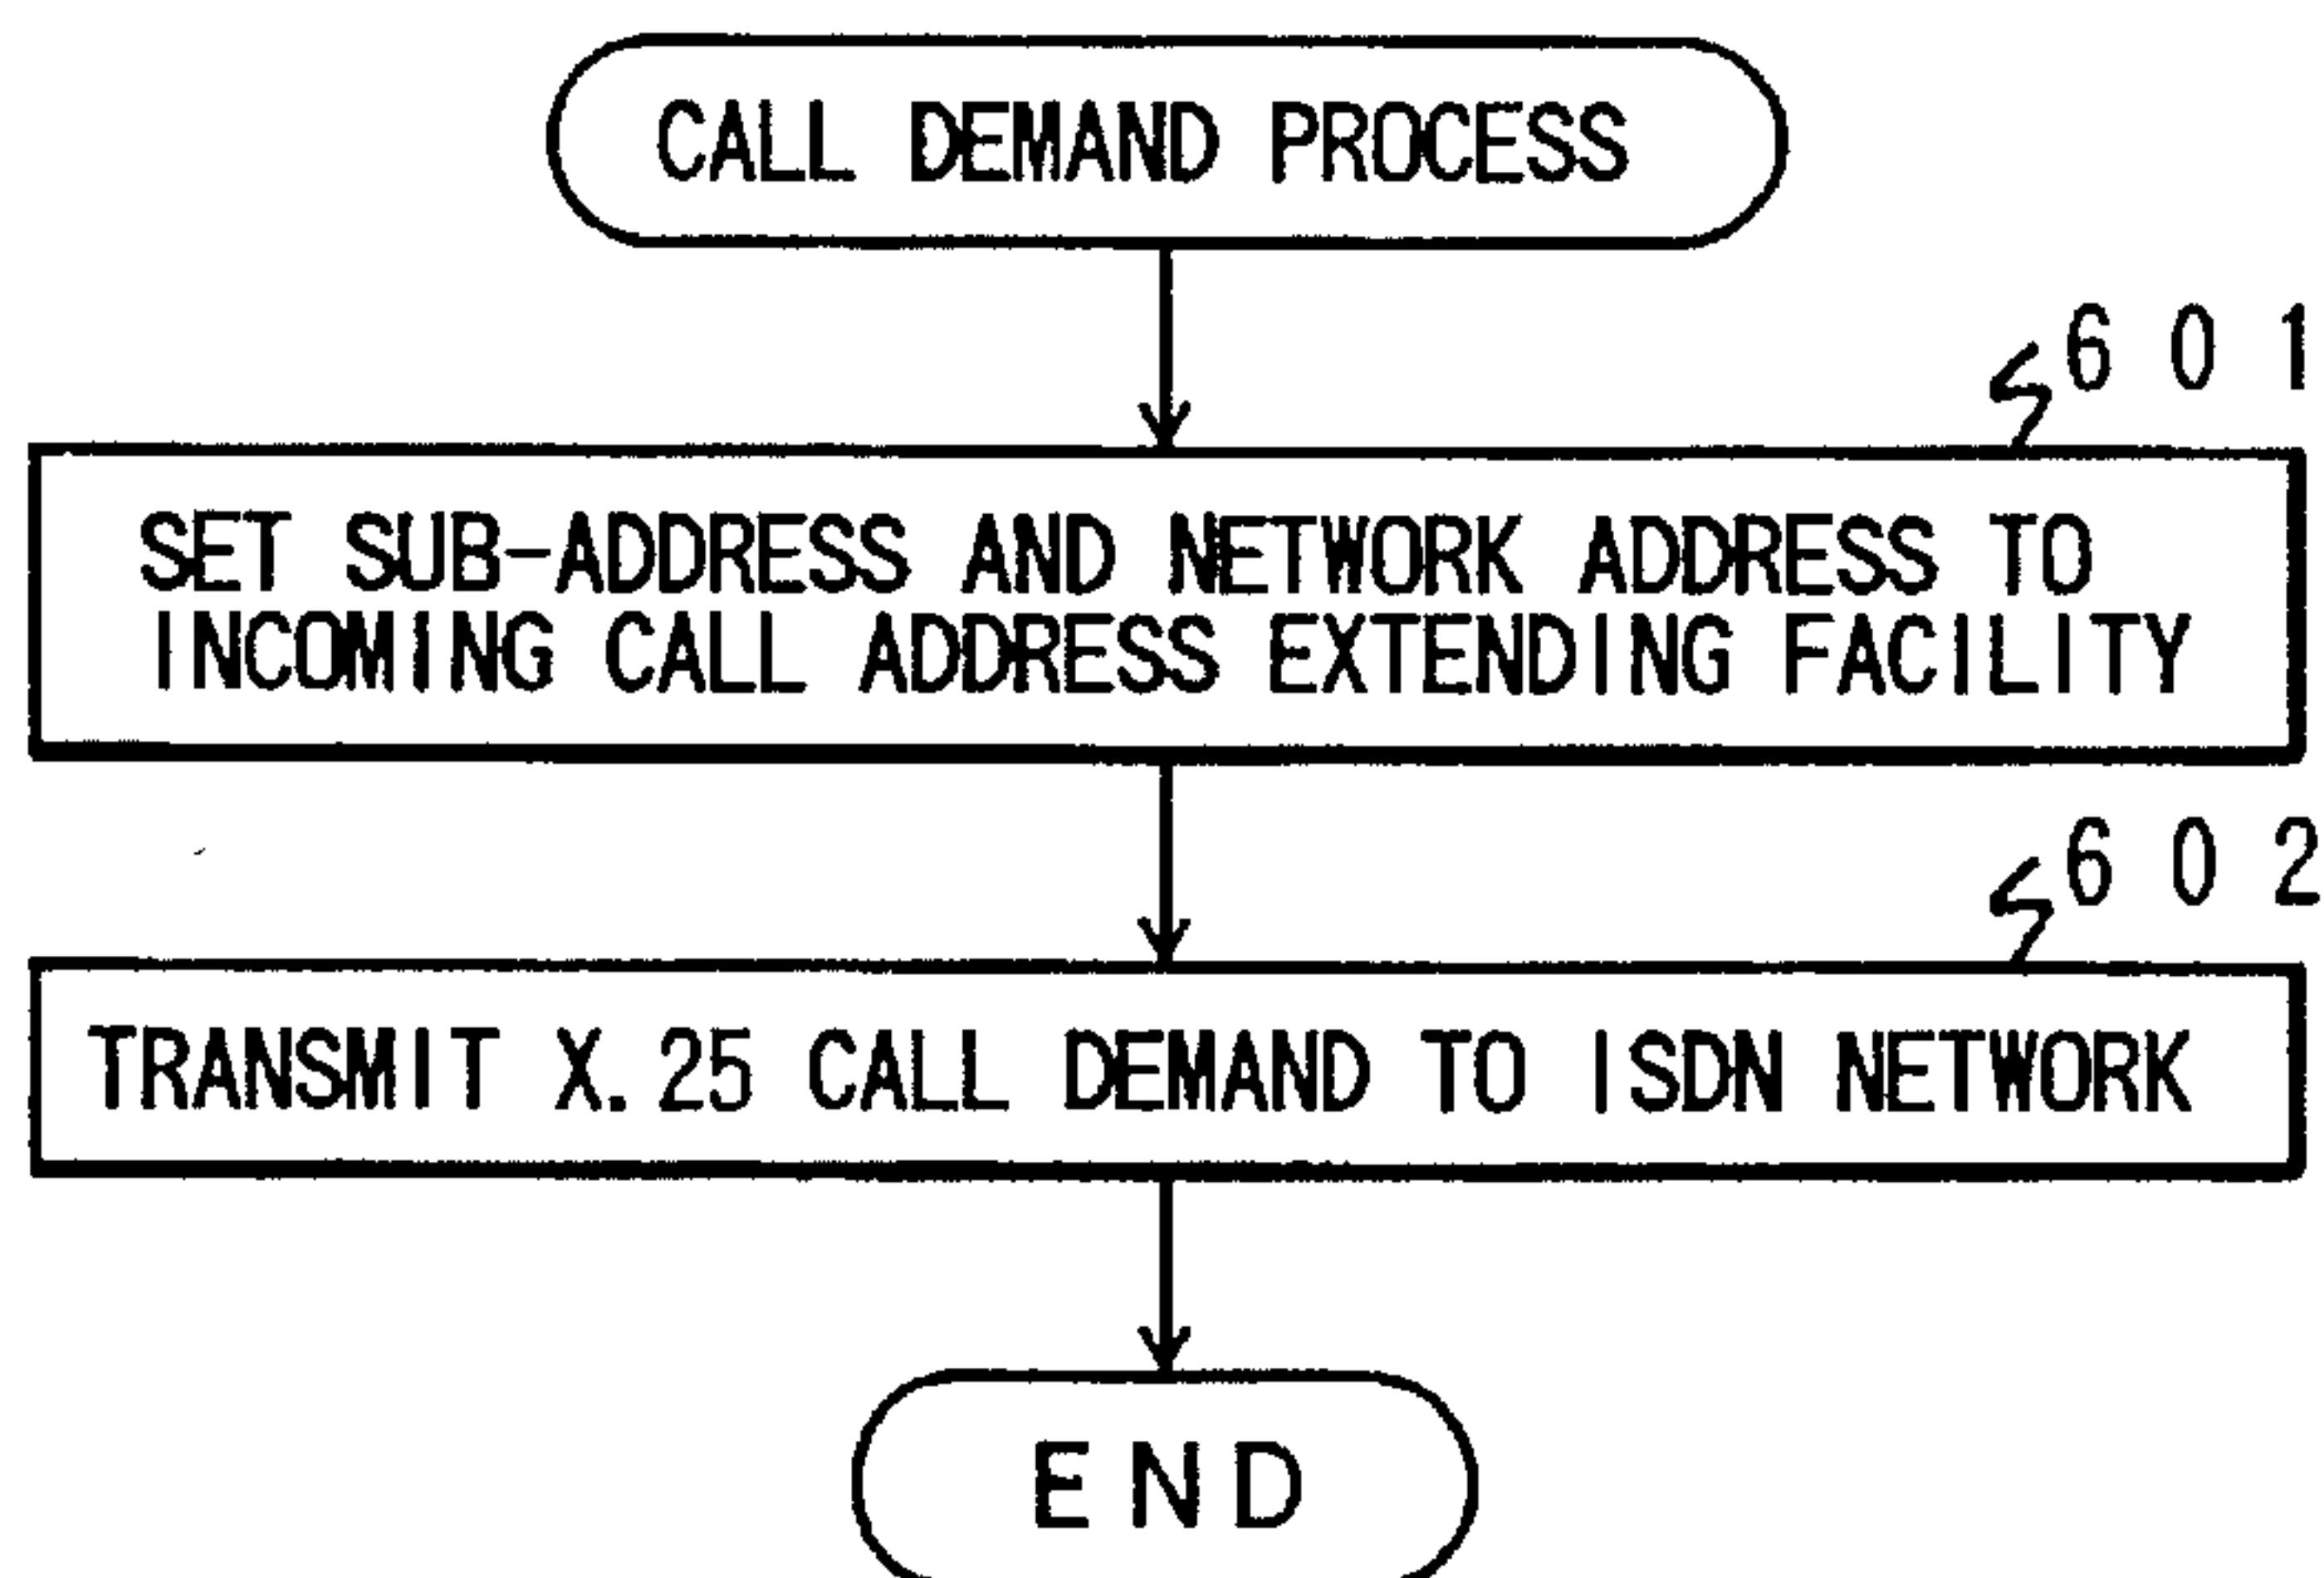 CALL DEMAND PROCESS
601
SET SUB-ADDRESS AND NETWORK ADDRESS TO
INCOMING CALL ADDRESS EXTENDING FACILITY
602
TRANSMIT X.25 CALL DEMAND TO ISDN NETWORK
END